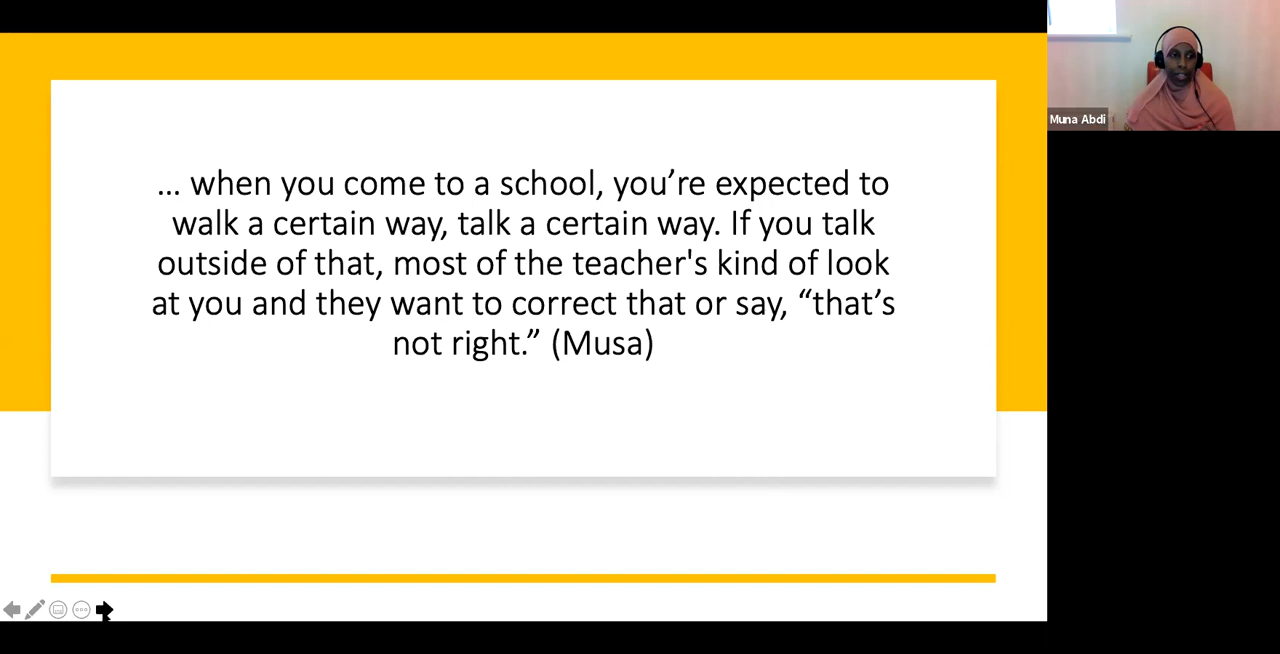 ... when you come to a school, you’re expected to
walk a certain way, talk a certain way. If you talk
outside of that, most of the teacher's kind of look
at you and they want to correct that or say, “that’s
not right.” (Musa)
Muna Abdi